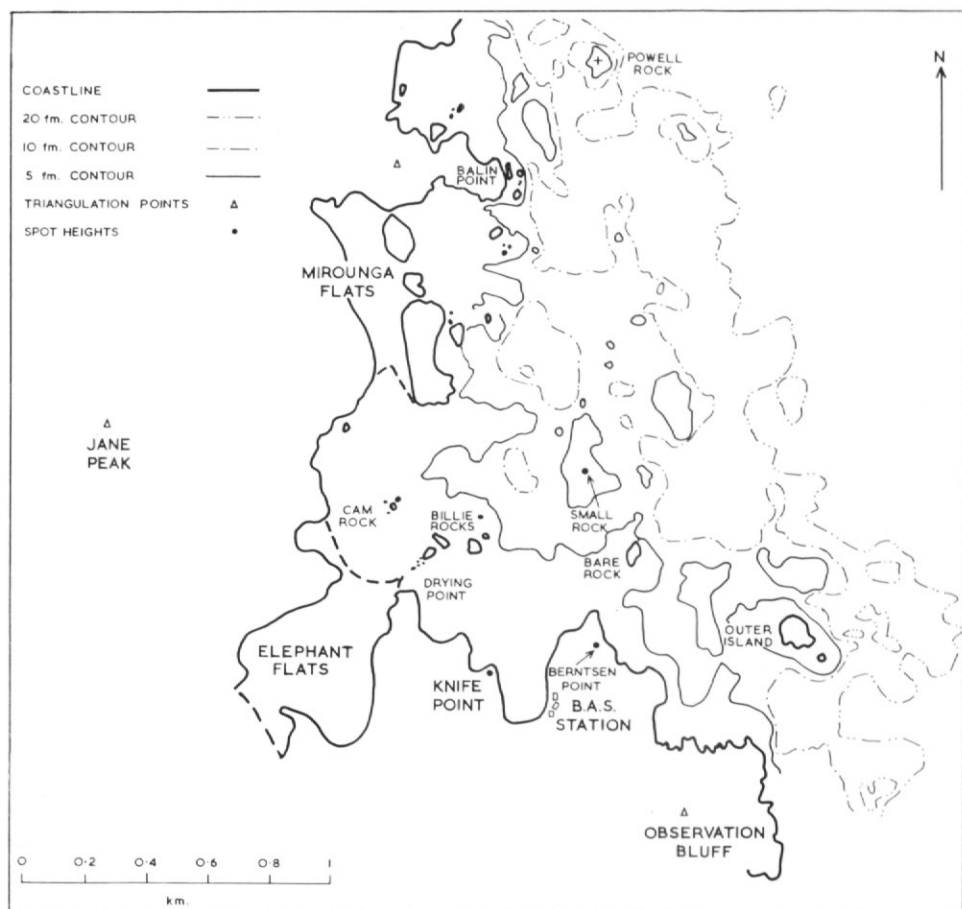 N
POWELL
ROCK
COASTLINE
20 fm. CONTOUR
10 fm. CONTOUR
5 fm. CONTOUR
TRIANGULATION POINTS
SPOT HEIGHTS
BALIN
POINT
MIROUNGA
FLATS
JANE
PEAK
CAM
ROCK
BILLIE
ROCKS
SMALL
ROCK
BARE
ROCK
DRYING
POINT
OUTER
ISLAND
ELEPHANT
FLATS
KNIFE
POINT
BERNTSEN
POINT
B.A.S.
STATION
OBSERVATION
BLUFF
0 0·2 0·4 0·6 0·8 1
km.